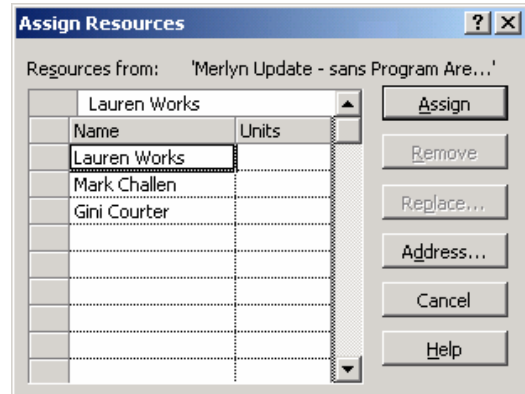 Assign Resources
Resources from: 'Merlyn Update - sans Program Are...'
Lauren Works
Name Units
Lauren Works
Mark Challen
Gini Courter
Assign
Remove
Replace...
Address...
Cancel
Help